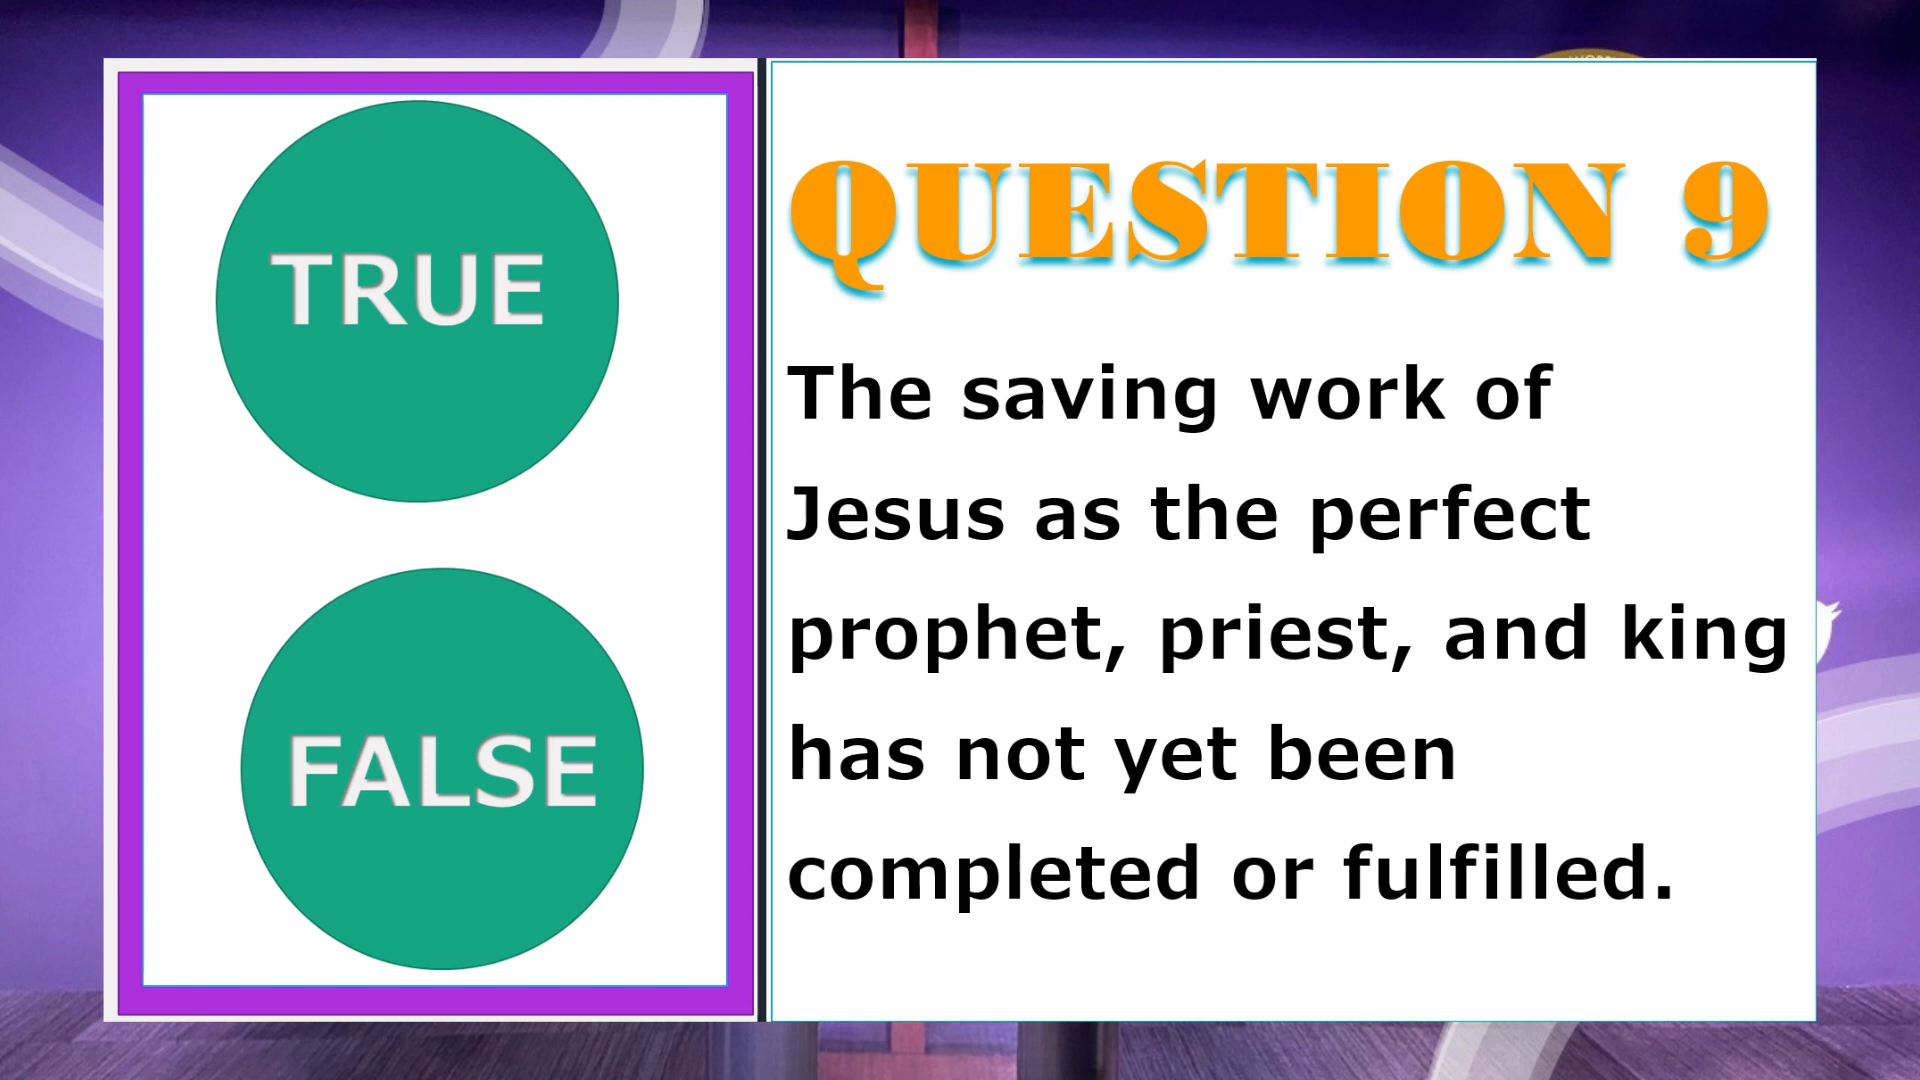 TRUE
FALSE
QUESTION 9
The saving work of
Jesus as the perfect
prophet, priest, and king
has not yet been
completed or fulfilled.